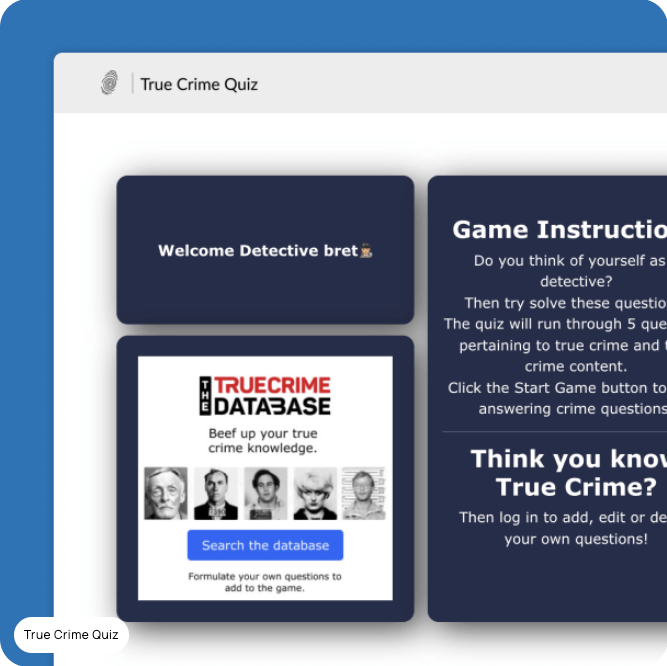 True Crime Quiz
Welcome Detective bret
THE
TRUECRIME
DATABASE
Beef up your true
crime knowledge.
Search the database
Formulate your own questions to
add to the game.
Game Instructio
Do you think of yourself as
detective?
Then try solve these questio
The quiz will run through 5 que
pertaining to true crime and t
crime content.
Click the Start Game button to
answering crime questions
Think you know
True Crime?
Then log in to add, edit or de
your own questions!
True Crime Quiz